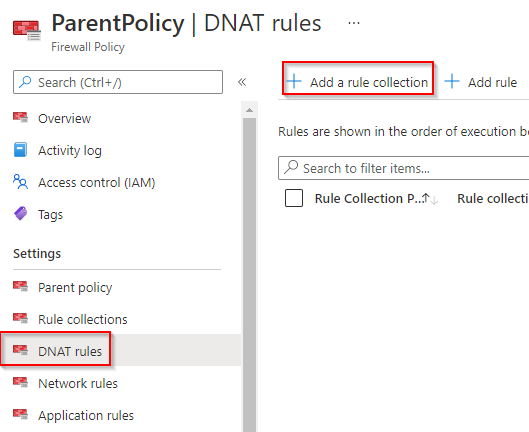 ParentPolicy | DNAT rules ...
Firewall Policy
Search (Ctrl+/)
«
Add a rule collection
Add rule
Overview
Activity log
Access control (IAM)
Tags
Settings
Parent policy
Rule collections
DNAT rules
Network rules
Application rules
Rules are shown in the order of execution be
Search to filter items...
Rule Collection P...↑↓
Rule collecti